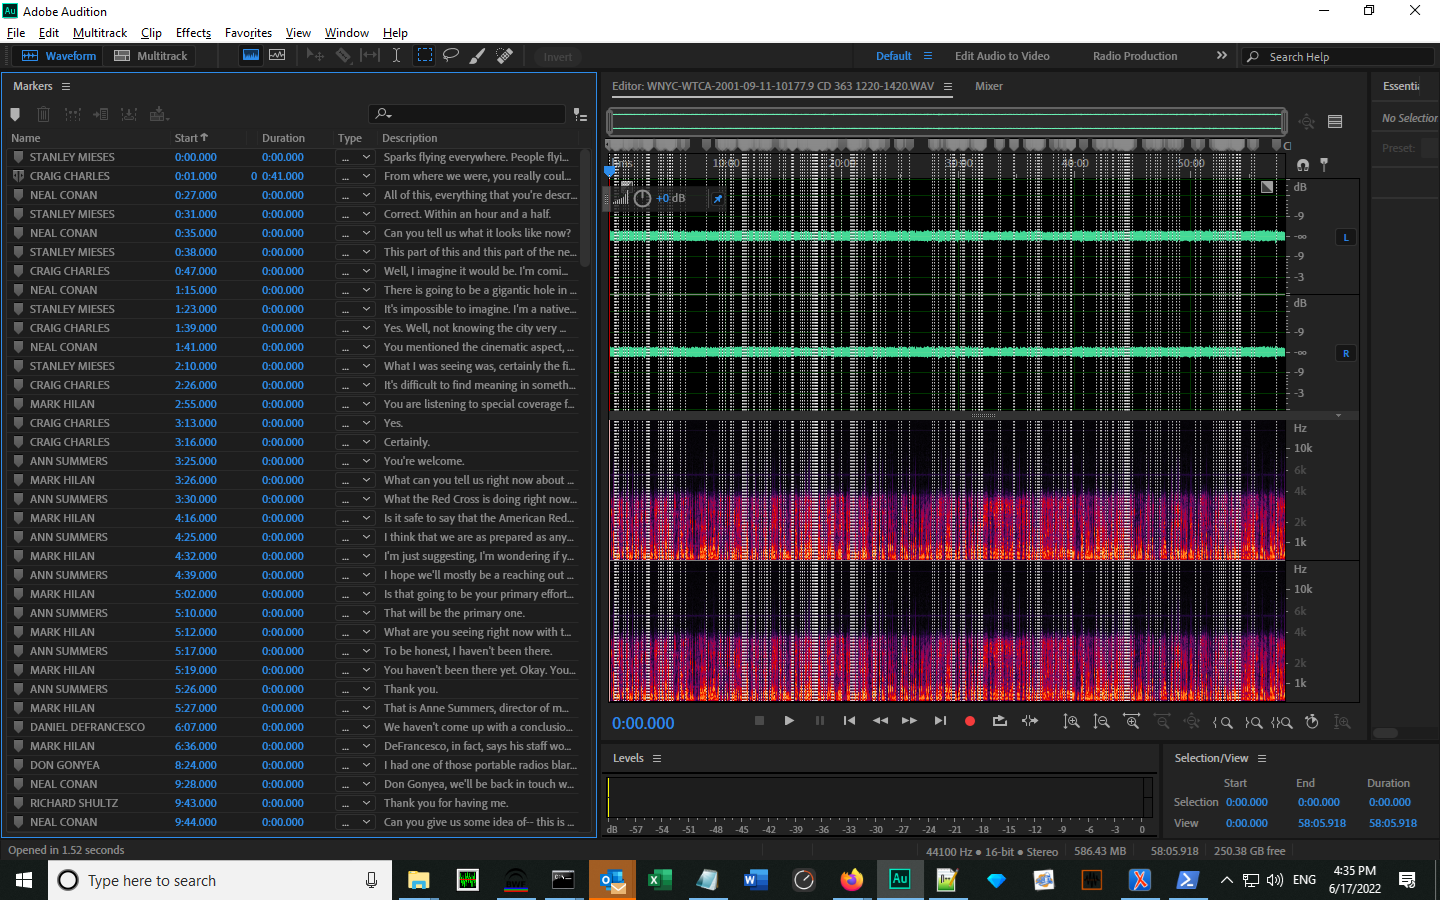 Au Adobe Audition
File Edit Multitrack Clip Effects Favorites View Window Help
Waveform Multitrack Invert Default Edit Audio to Video Radio Production Search Help
Markers
Name Start Duration Type Description
STANLEY MIESES 0:00.000 0:00.000 ... Sparks flying everywhere. People flyi...
CRAIG CHARLES 0:01.000 0 0:41.000 ... From where we were, you really coul...
NEAL CONAN 0:27.000 0:00.000 ... All of this, everything that you're descr...
STANLEY MIESES 0:31.000 0:00.000 ... Correct. Within an hour and a half.
NEAL CONAN 0:35.000 0:00.000 ... Can you tell us what it looks like now?
STANLEY MIESES 0:38.000 0:00.000 ... This part of this and this part of the ne...
CRAIG CHARLES 0:47.000 0:00.000 ... Well, I imagine it would be. I'm comi...
NEAL CONAN 1:15.000 0:00.000 ... There is going to be a gigantic hole in ...
STANLEY MIESES 1:23.000 0:00.000 ... It's impossible to imagine. I'm a native...
CRAIG CHARLES 1:39.000 0:00.000 ... Yes. Well, not knowing the city very ...
NEAL CONAN 1:41.000 0:00.000 ... You mentioned the cinematic aspect, ...
STANLEY MIESES 2:10.000 0:00.000 ... What I was seeing was, certainly the fi...
CRAIG CHARLES 2:26.000 0:00.000 ... It's difficult to find meaning in someth...
MARK HILAN 2:55.000 0:00.000 ... You are listening to special coverage f...
CRAIG CHARLES 3:13.000 0:00.000 ... Yes.
CRAIG CHARLES 3:16.000 0:00.000 ... Certainly.
ANN SUMMERS 3:25.000 0:00.000 ... You're welcome.
MARK HILAN 3:26.000 0:00.000 ... What can you tell us right now about ...
ANN SUMMERS 3:30.000 0:00.000 ... What the Red Cross is doing right now...
MARK HILAN 4:16.000 0:00.000 ... Is it safe to say that the American Red...
ANN SUMMERS 4:25.000 0:00.000 ... I think that we are as prepared as any...
MARK HILAN 4:32.000 0:00.000 ... I'm just suggesting, I'm wondering if y...
ANN SUMMERS 4:39.000 0:00.000 ... I hope we'll mostly be a reaching out ...
MARK HILAN 5:02.000 0:00.000 ... Is that going to be your primary effort...
ANN SUMMERS 5:10.000 0:00.000 ... That will be the primary one.
MARK HILAN 5:12.000 0:00.000 ... What are you seeing right now with t...
ANN SUMMERS 5:17.000 0:00.000 ... To be honest, I haven't been there.
MARK HILAN 5:19.000 0:00.000 ... You haven't been there yet. Okay. You...
ANN SUMMERS 5:26.000 0:00.000 ... Thank you.
MARK HILAN 5:27.000 0:00.000 ... That is Anne Summers, director of m...
DANIEL DEFRANCESCO 6:07.000 0:00.000 ... We haven't come up with a conclusio...
MARK HILAN 6:36.000 0:00.000 ... DeFrancesco, in fact, says his staff wo...
DON GONYEA 8:24.000 0:00.000 ... I had one of those portable radios blar...
NEAL CONAN 9:28.000 0:00.000 ... Don Gonyea, we'll be back in touch w...
RICHARD SHULTZ 9:43.000 0:00.000 ... Thank you for having me.
NEAL CONAN 9:44.000 0:00.000 ... Can you give us some idea of-- this is ...
Editor: WNYC-WTCA-2001-09-11-10177.9 CD 363 1220-1420.WAV Mixer
hms 10:00 20:00 30:00 40:00 50:00
+0 dB
dB
-9
-∞ L
-9
-3
dB
-9
-∞ R
-9
-3
Hz
10k
6k
4k
2k
1k
Hz
10k
6k
4k
2k
1k
0:00.000
Levels
dB -57 -54 -51 -48 -45 -42 -39 -36 -33 -30 -27 -24 -21 -18 -15 -12 -9 -6 -3 0
Essentia
No Selection
Preset:
Selection/View
Start End Duration
Selection 0:00.000 0:00.000 0:00.000
View 0:00.000 58:05.918 58:05.918
Opened in 1.52 seconds
44100 Hz ● 16-bit ● Stereo 586.43 MB 58:05.918 250.38 GB free
Type here to search
BWF
Au
ENG
4:35 PM
6/17/2022